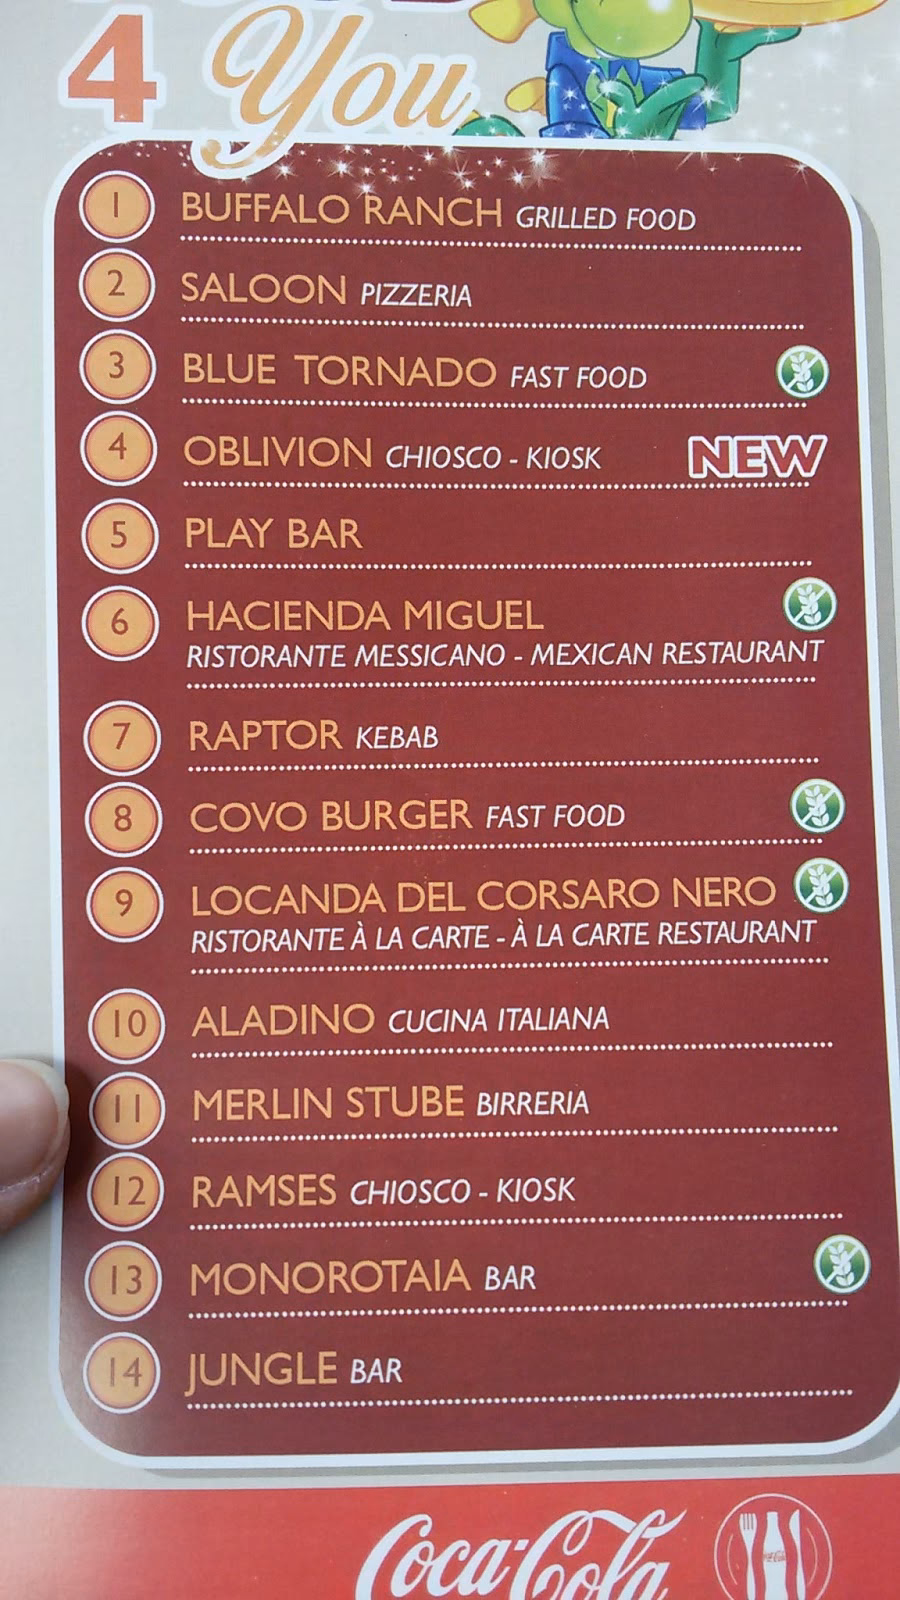 4 You
1 BUFFALO RANCH GRILLED FOOD
2 SALOON PIZZERIA
3 BLUE TORNADO FAST FOOD
4 OBLIVION CHIOSCO - KIOSK NEW
5 PLAY BAR
6 HACIENDA MIGUEL
RISTORANTE MESSICANO - MEXICAN RESTAURANT
7 RAPTOR KEBAB
8 COVO BURGER FAST FOOD
9 LOCANDA DEL CORSARO NERO
RISTORANTE À LA CARTE - À LA CARTE RESTAURANT
10 ALADINO CUCINA ITALIANA
11 MERLIN STUBE BIRRERIA
12 RAMSES CHIOSCO - KIOSK
13 MONOROTAIA BAR
14 JUNGLE BAR
Coca-Cola